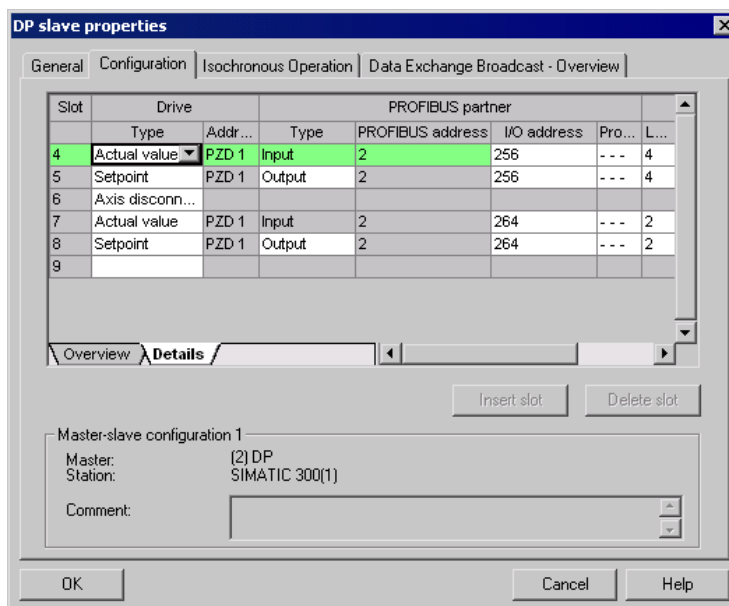 DP slave properties
General Configuration Isochronous Operation Data Exchange Broadcast - Overview
Slot Drive PROFIBUS partner
Type Addr... Type PROFIBUS address I/O address Pro... L...
4 Actual value PZD 1 Input 2 256 - - - 4
5 Setpoint PZD 1 Output 2 256 - - - 4
6 Axis disconn...
7 Actual value PZD 1 Input 2 264 - - - 2
8 Setpoint PZD 1 Output 2 264 - - - 2
9
Overview Details
Insert slot Delete slot
Master-slave configuration 1
Master: (2) DP
Station: SIMATIC 300(1)
Comment:
OK Cancel Help